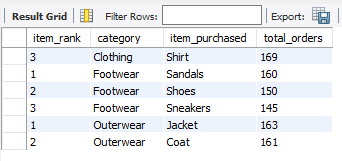 Result Grid Filter Rows: Export:
item_rank category item_purchased total_orders
3 Clothing Shirt 169
1 Footwear Sandals 160
2 Footwear Shoes 150
3 Footwear Sneakers 145
1 Outerwear Jacket 163
2 Outerwear Coat 161